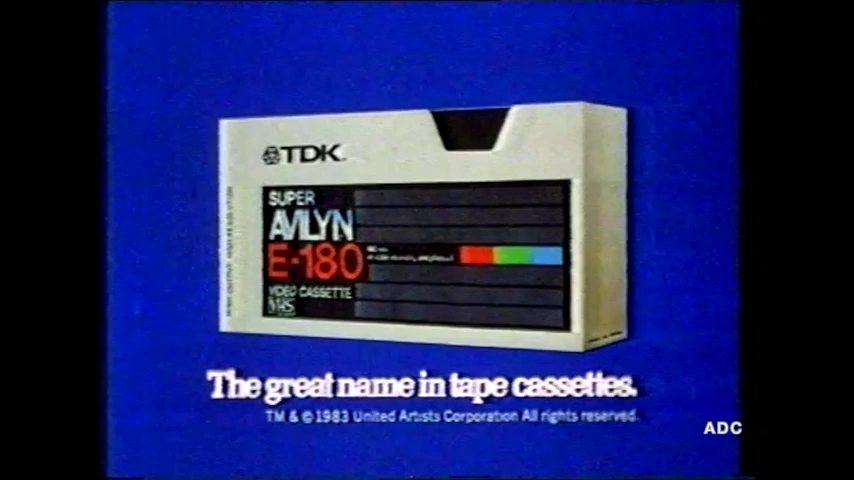 TDK
SUPER
AVILYN
E-180
VIDEO CASSETTE
VHS
The great name in tape cassettes.
TM & © 1983 United Artists Corporation All rights reserved.
ADC